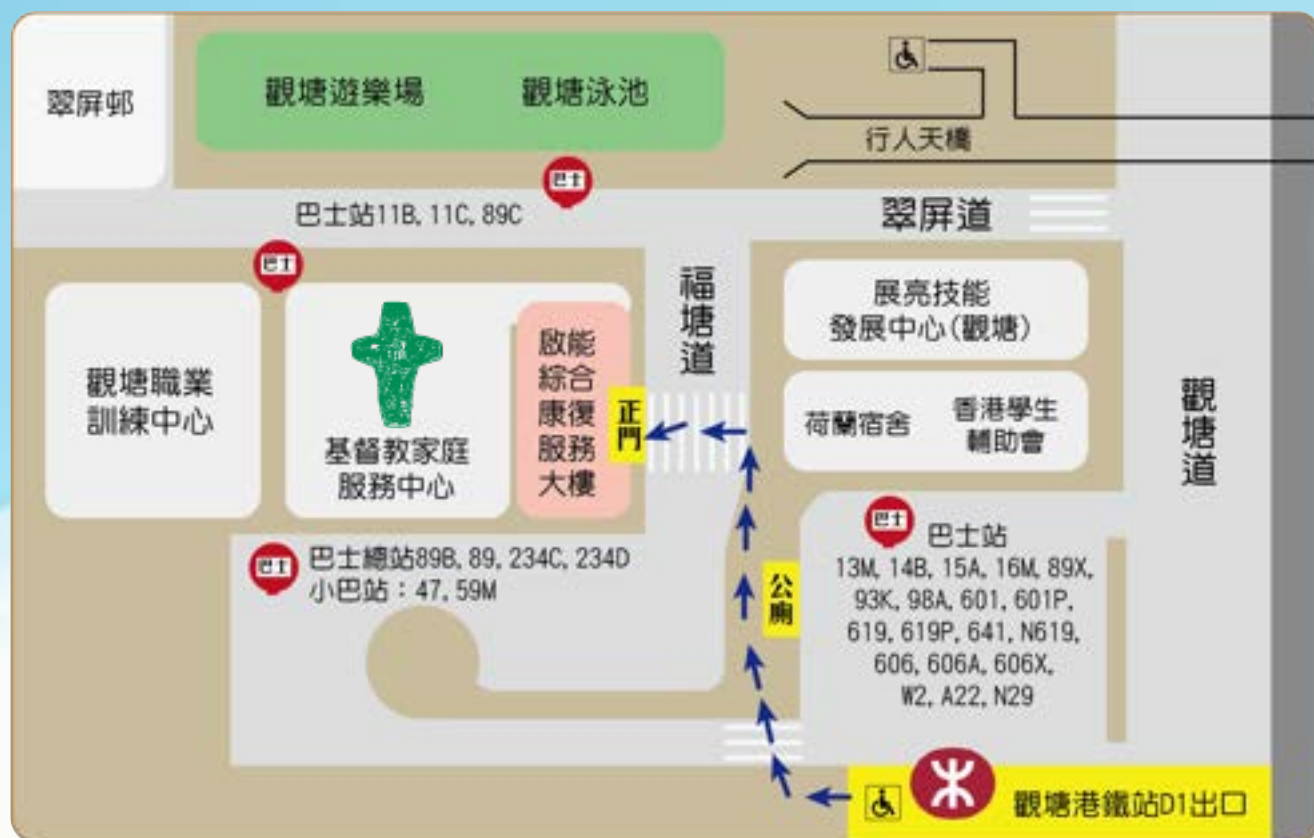 翠屏邨
觀塘遊樂場
觀塘泳池
行人天橋
巴士
巴士站11B, 11C, 89C
翠屏道
巴士
福塘道
展亮技能
發展中心(觀塘)
觀塘職業
訓練中心
基督教家庭
服務中心
啟能
綜合
康復
服務
大樓
正門
荷蘭宿舍
香港學生
輔助會
觀塘道
巴士
巴士總站89B, 89, 234C, 234D
小巴站：47, 59M
公廁
巴士
巴士站
13M, 14B, 15A, 16M, 89X,
93K, 98A, 601, 601P,
619, 619P, 641, N619,
606, 606A, 606X,
W2, A22, N29
觀塘港鐵站D1出口